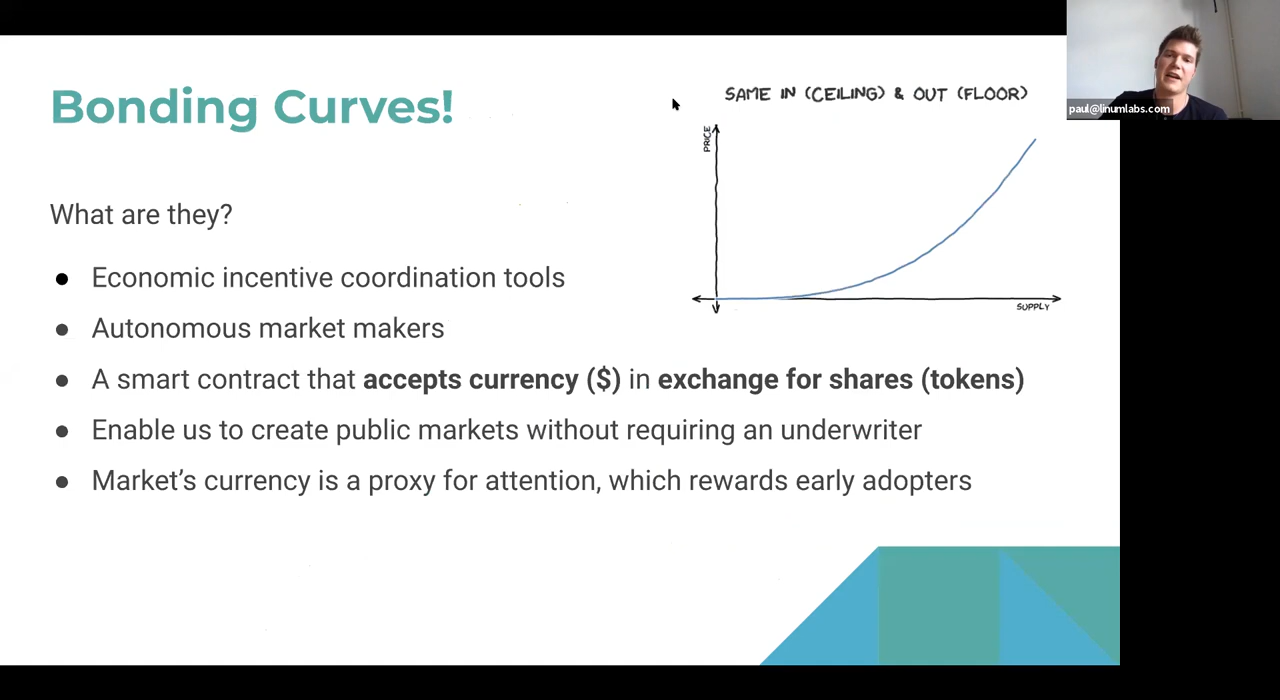 Bonding Curves!
SAME IN (CEILING) & OUT (FLOOR)
PRICE
SUPPLY
paul@linumlabs.com
What are they?
● Economic incentive coordination tools
● Autonomous market makers
● A smart contract that accepts currency ($) in exchange for shares (tokens)
● Enable us to create public markets without requiring an underwriter
● Market’s currency is a proxy for attention, which rewards early adopters